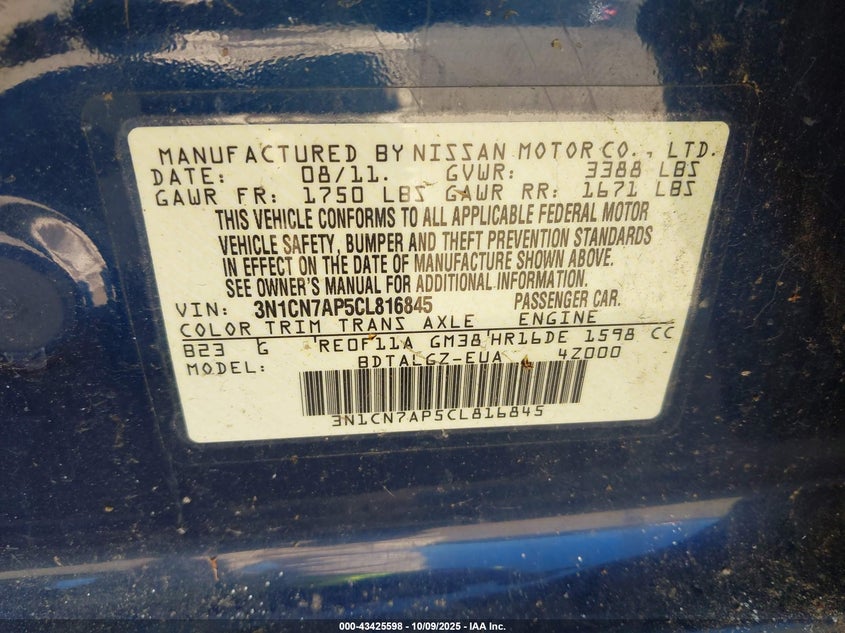 MANUFACTURED BY NISSAN MOTOR CO., LTD.
DATE: 08/11. GVWR: 3388 LBS
GAWR FR: 1750 LBS GAWR RR: 1671 LBS
THIS VEHICLE CONFORMS TO ALL APPLICABLE FEDERAL MOTOR
VEHICLE SAFETY, BUMPER AND THEFT PREVENTION STANDARDS
IN EFFECT ON THE DATE OF MANUFACTURE SHOWN ABOVE.
SEE OWNER'S MANUAL FOR ADDITIONAL INFORMATION.
VIN: 3N1CN7AP5CL816845 PASSENGER CAR.
COLOR TRIM TRANS AXLE ENGINE
B23 G RE0F11A GM38 HR16DE 1598 CC
MODEL: BDTALGZ-EUA 4Z000
3N1CN7AP5CL816845
000-43425598 - 10/09/2025 - IAA Inc.